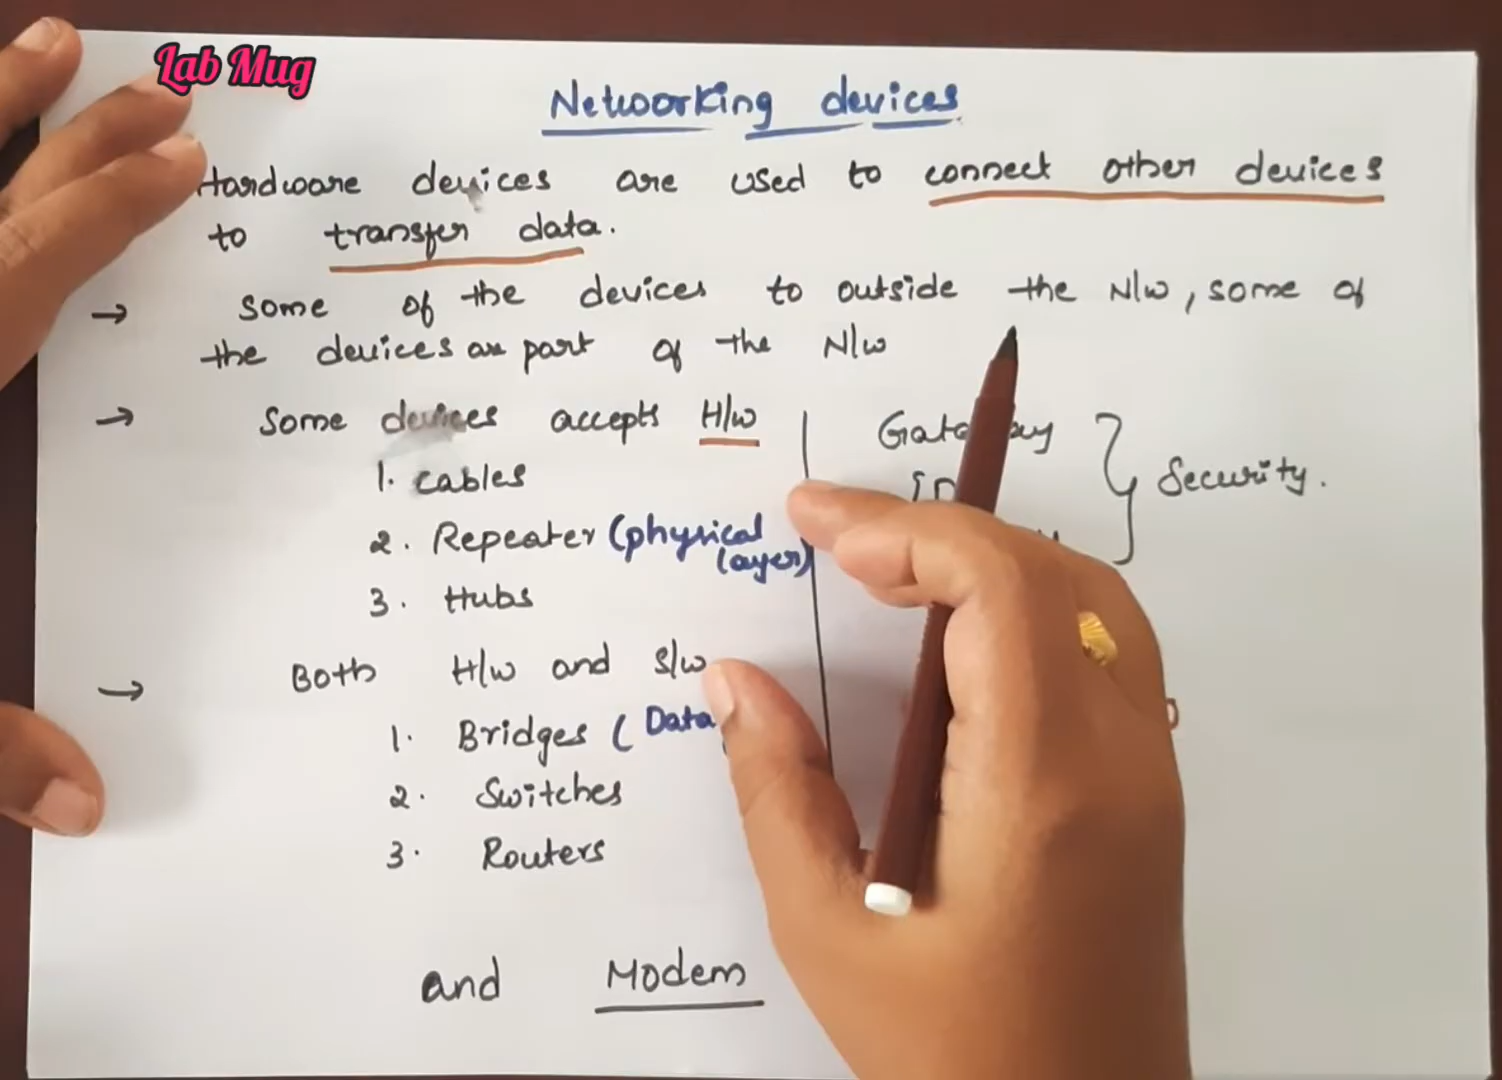 Lab Mug
Networking devices
Hardware devices are used to connect other devices
to transfer data.
→ Some of the devices to outside the N/w, some of
the devices are part of the N/w
→ Some devices accepts H/w
1. cables
2. Repeater (physical
layer)
3. Hubs
→ Both H/w and S/w
1. Bridges ( Data
2. Switches
3. Routers
and Modem
Security.